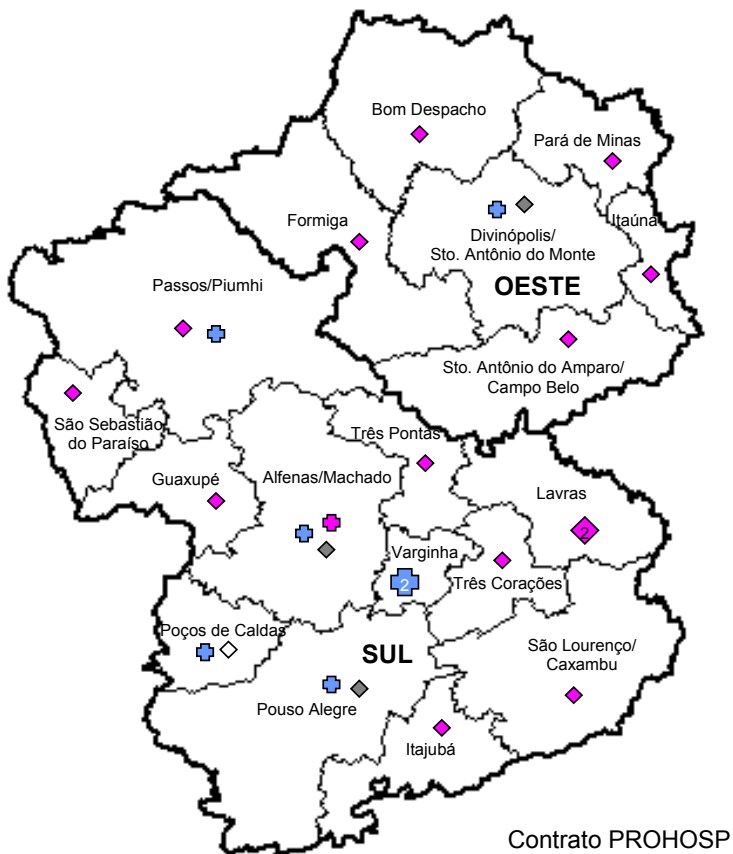 Bom Despacho
Pará de Minas
Formiga
Itaúna
Divinópolis/
Sto. Antônio do Monte
OESTE
Passos/Piumhi
Sto. Antônio do Amparo/
Campo Belo
São Sebastião
do Paraíso
Três Pontas
Guaxupé
Alfenas/Machado
Lavras
2
Varginha
2
Três Corações
Poços de Caldas
SUL
São Lourenço/
Caxambu
Pouso Alegre
Itajubá
Contrato PROHOSP